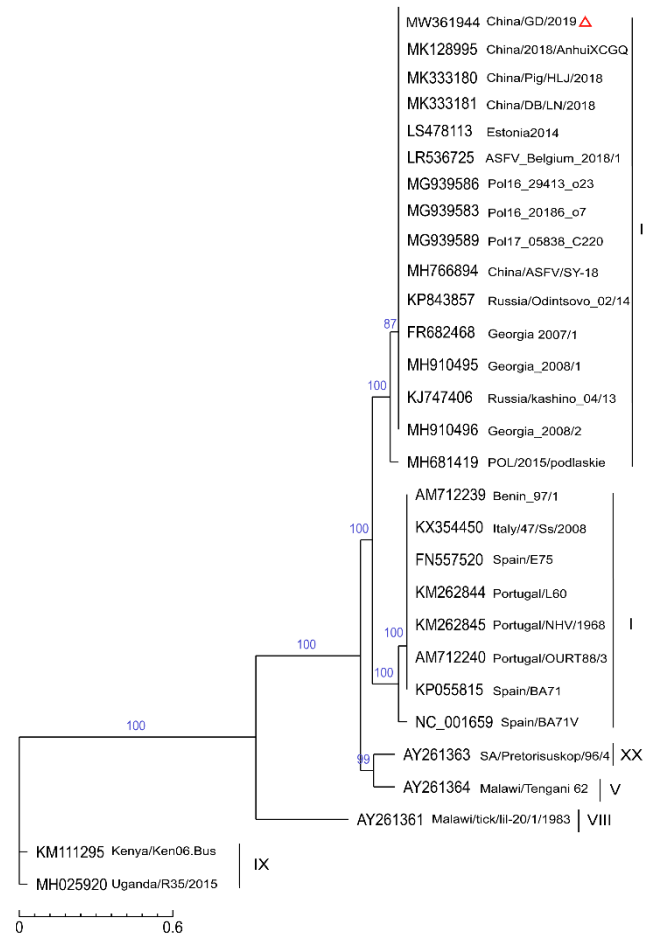 MW361944 China/GD/2019
MK128995 China/2018/AnhuiXCGQ
MK333180 China/Pig/HLJ/2018
MK333181 China/DB/LN/2018
LS478113 Estonia2014
LR536725 ASFV_Belgium_2018/1
MG939586 Pol16_29413_o23
MG939583 Pol16_20186_o7
MG939589 Pol17_05838_C220
I
MH766894 China/ASFV/SY-18
KP843857 Russia/Odintsovo_02/14
87
FR682468 Georgia 2007/1
MH910495 Georgia_2008/1
100
KJ747406 Russia/kashino_04/13
MH910496 Georgia_2008/2
MH681419 POL/2015/podlaskie
AM712239 Benin_97/1
100
KX354450 Italy/47/Ss/2008
FN557520 Spain/E75
KM262844 Portugal/L60
KM262845 Portugal/NHV/1968 I
100
100
AM712240 Portugal/OURT88/3
100
KP055815 Spain/BA71
NC_001659 Spain/BA71V
100
99
AY261363 SA/Pretorisuskop/96/4 XX
AY261364 Malawi/Tengani 62 V
AY261361 Malawi/tick/lil-20/1/1983 VIII
KM111295 Kenya/Ken06.Bus
IX
MH025920 Uganda/R35/2015
0 0.6